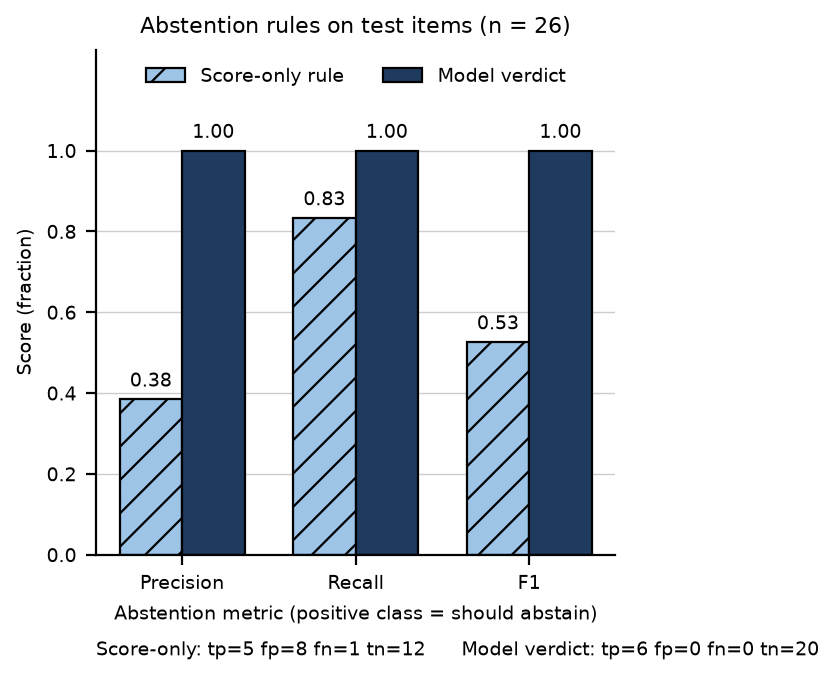 Abstention rules on test items (n = 26)
Score-only rule
Model verdict
1.00
1.00
1.00
0.83
0.53
0.38
Score (fraction)
1.0
0.8
0.6
0.4
0.2
0.0
Precision
Recall
F1
Abstention metric (positive class = should abstain)
Score-only: tp=5 fp=8 fn=1 tn=12
Model verdict: tp=6 fp=0 fn=0 tn=20